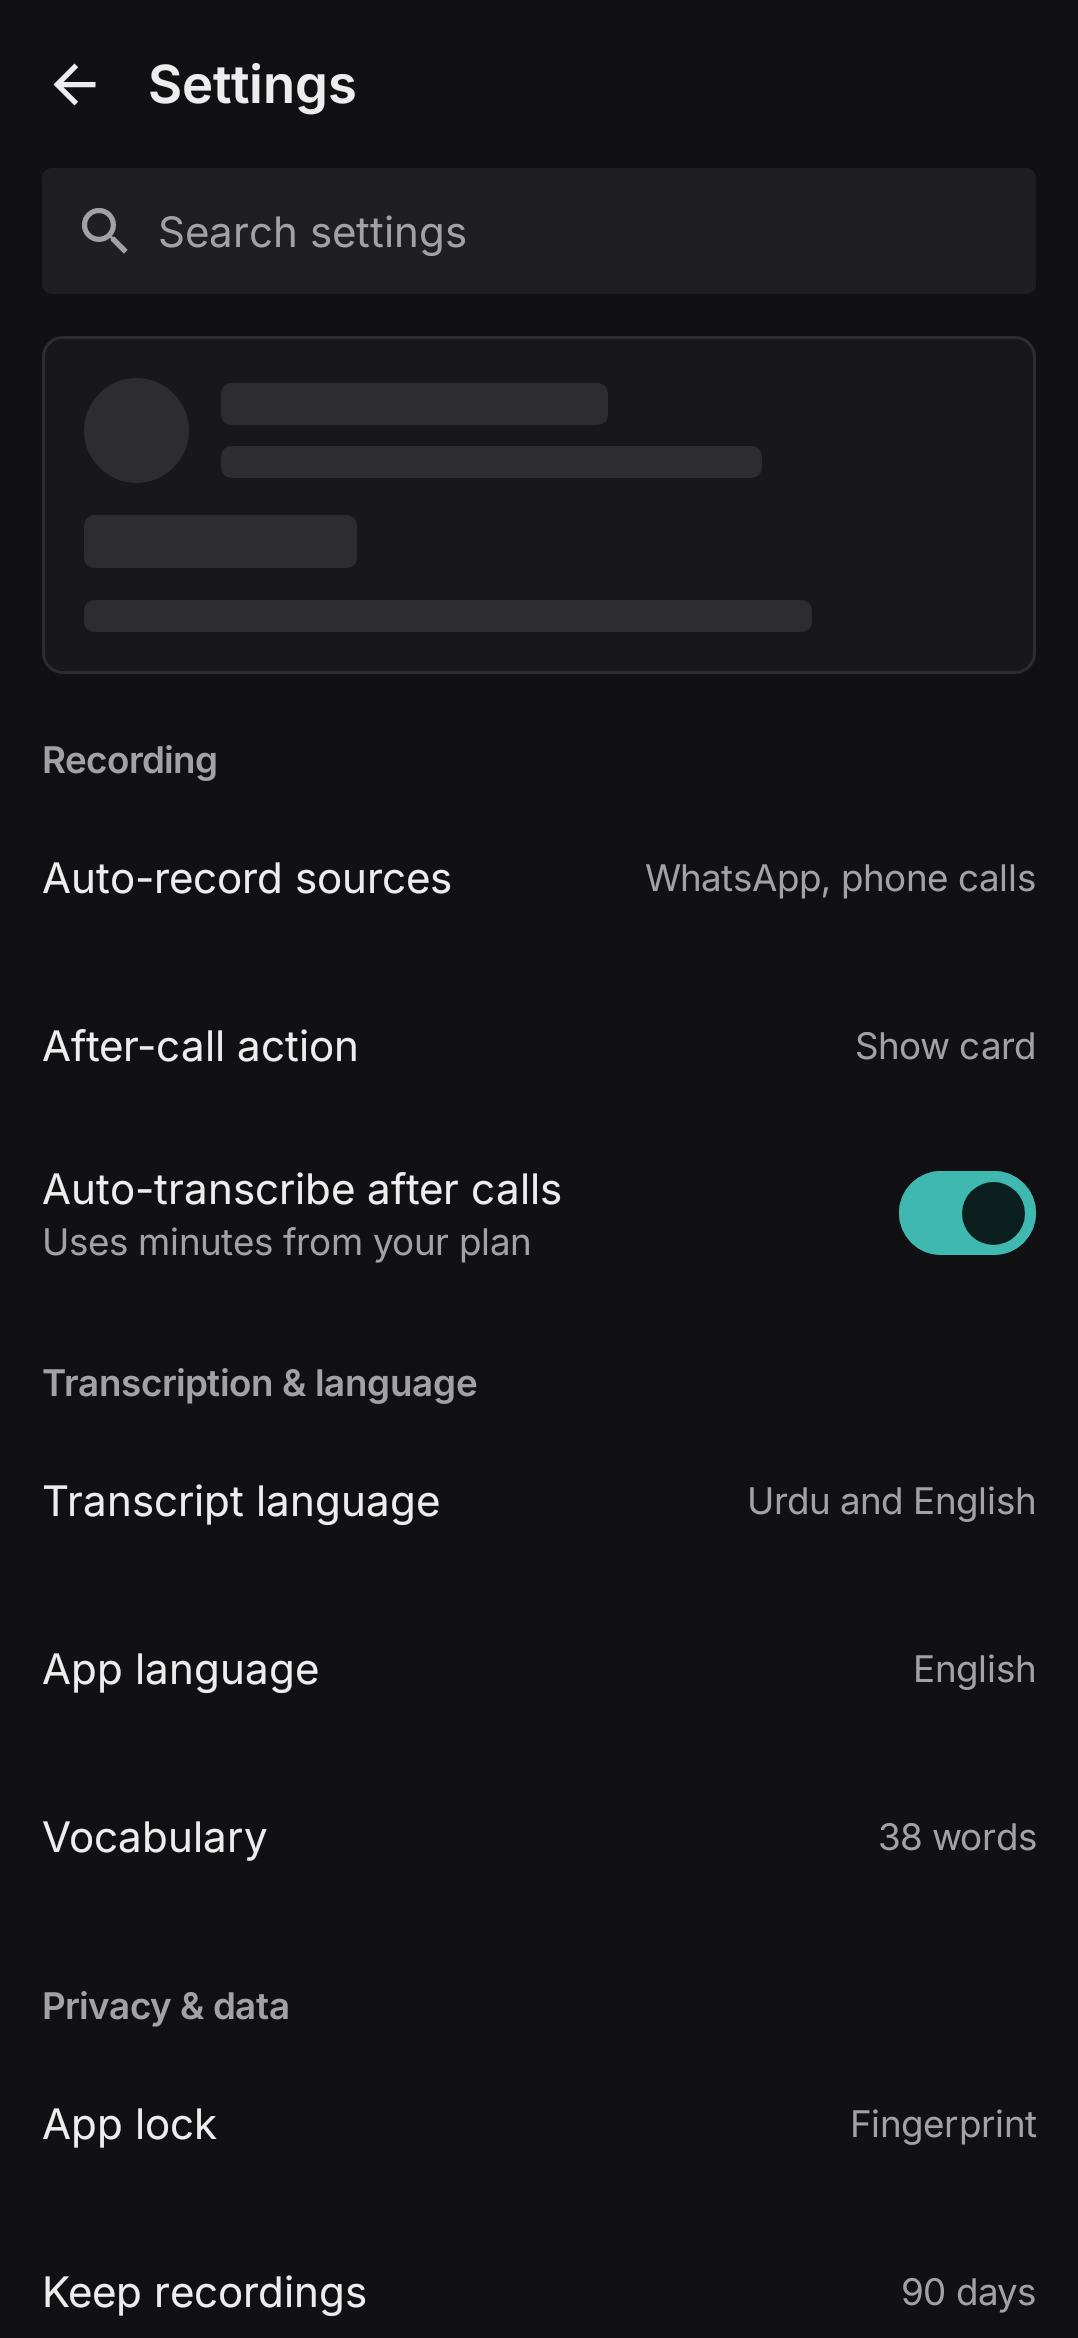 Settings
Search settings
Recording
Auto-record sources WhatsApp, phone calls
After-call action Show card
Auto-transcribe after calls
Uses minutes from your plan
Transcription & language
Transcript language Urdu and English
App language English
Vocabulary 38 words
Privacy & data
App lock Fingerprint
Keep recordings 90 days